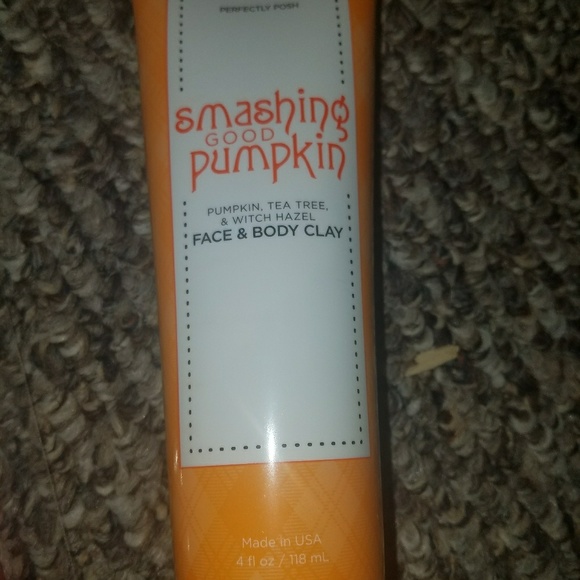 PERFECTLY POSH
smashing
GOOD
pumpkin
PUMPKIN, TEA TREE,
& WITCH HAZEL
FACE & BODY CLAY
Made in USA
4 fl oz / 118 mL